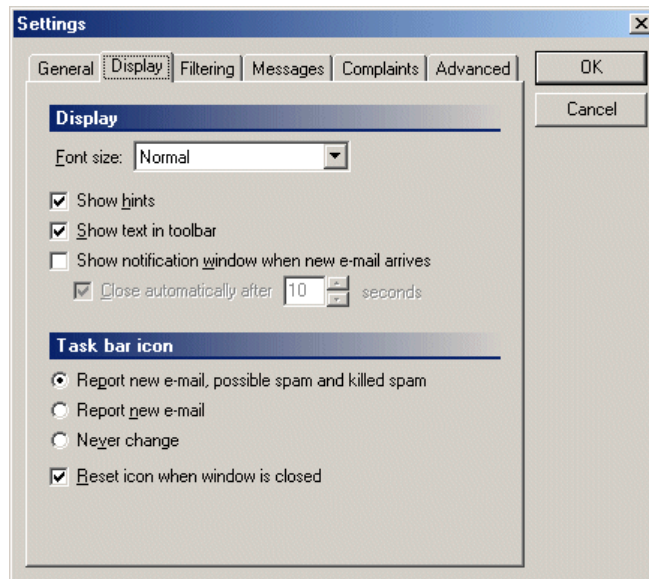 Settings
General Display Filtering Messages Complaints Advanced
OK
Cancel
Display
Font size: Normal
Show hints
Show text in toolbar
Show notification window when new e-mail arrives
Close automatically after 10 seconds
Task bar icon
Report new e-mail, possible spam and killed spam
Report new e-mail
Never change
Reset icon when window is closed